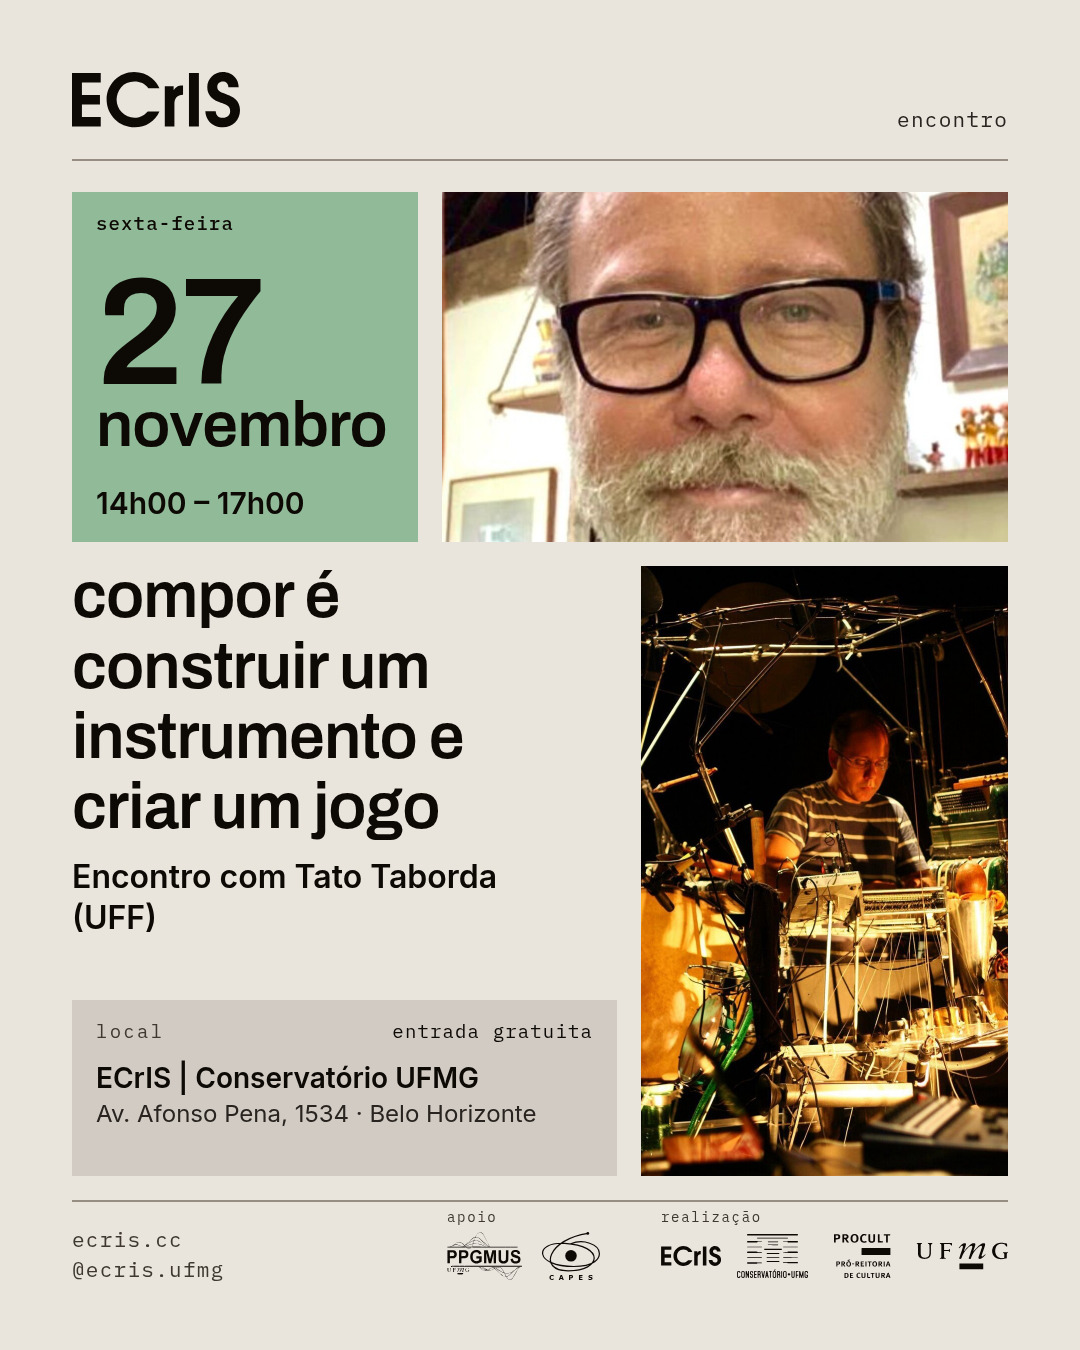 ECrIS
encontro
sexta-feira
27
novembro
14h00 – 17h00
compor é
construir um
instrumento e
criar um jogo
Encontro com Tato Taborda
(UFF)
local
entrada gratuita
ECrIS | Conservatório UFMG
Av. Afonso Pena, 1534 · Belo Horizonte
ecris.cc
@ecris.ufmg
apoio
PPGMUS
UFmG
CAPES
realização
ECrIS
CONSERVATÓRIO•UFMG
PROCULT
PRÓ-REITORIA
DE CULTURA
UFmG